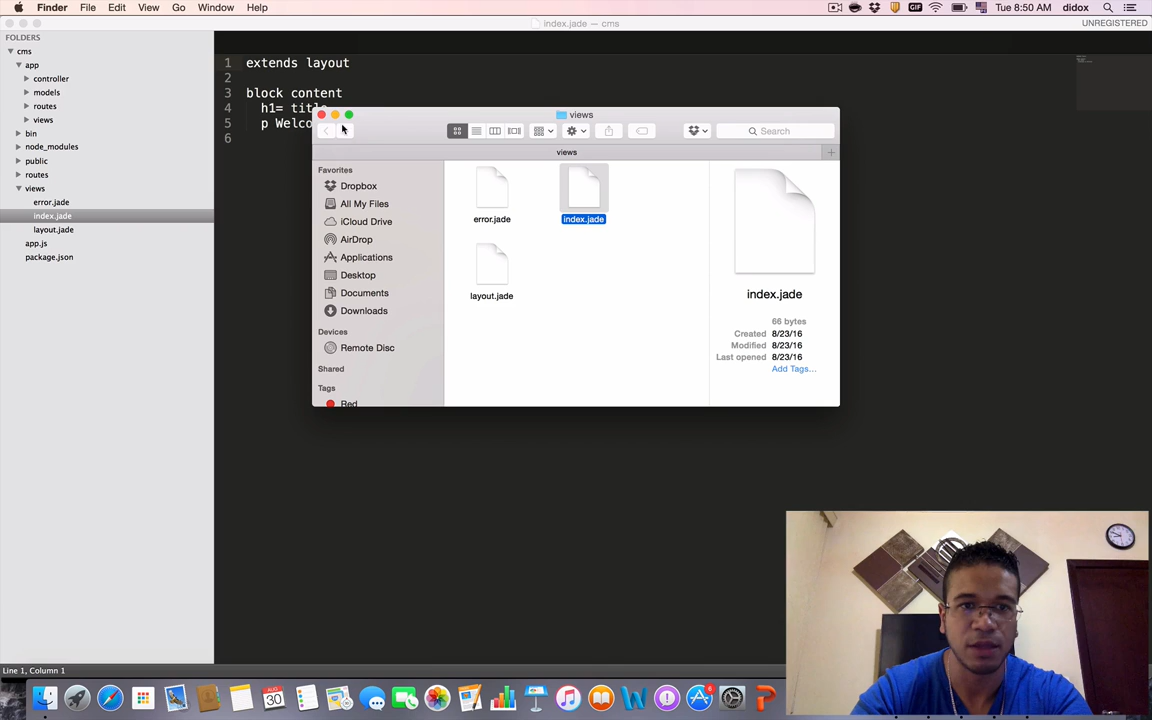 Finder File Edit View Go Window Help
GIF Tue 8:50 AM didox
index.jade — cms
UNREGISTERED
FOLDERS
cms
app
controller
models
routes
views
bin
node_modules
public
routes
views
error.jade
index.jade
layout.jade
app.js
package.json
1 extends layout
2
3 block content
4 h1= title
5 p Welco
6
views
Search
views
Favorites
Dropbox
All My Files
iCloud Drive
AirDrop
Applications
Desktop
Documents
Downloads
Devices
Remote Disc
Shared
Tags
Red
error.jade
index.jade
layout.jade
index.jade
66 bytes
Created 8/23/16
Modified 8/23/16
Last opened 8/23/16
Add Tags...
Line 1, Column 1
AUG
30
6